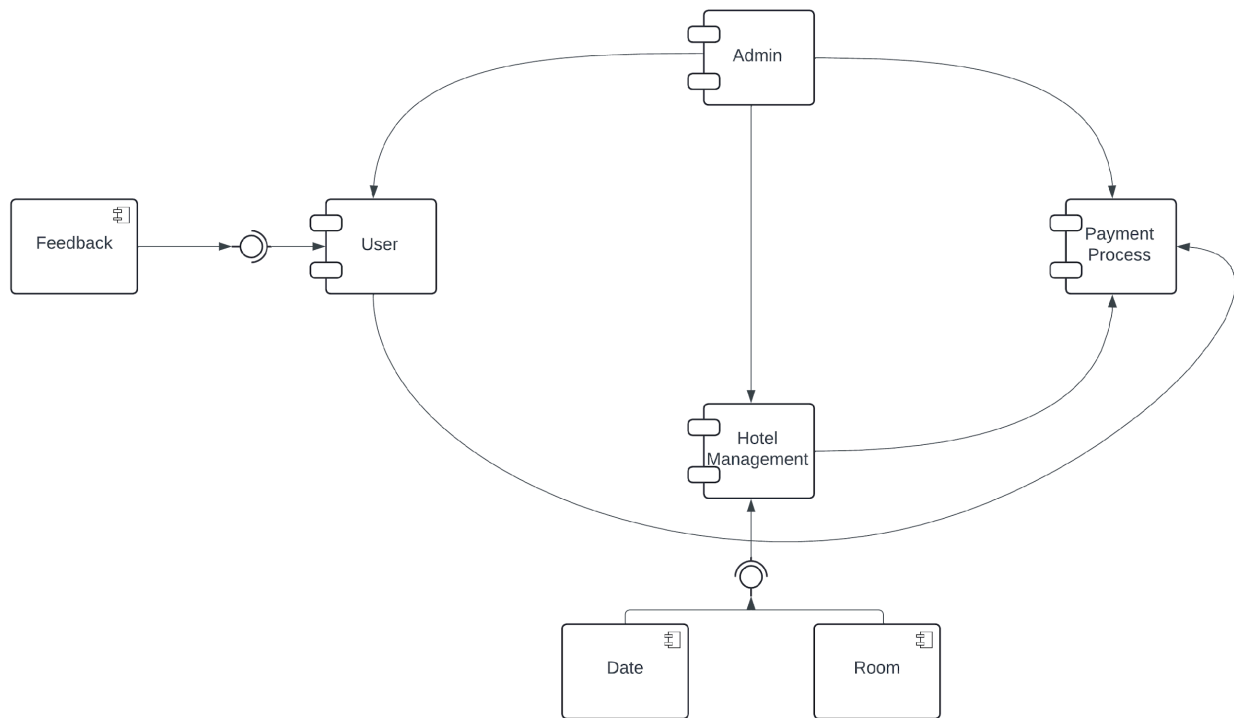 Admin
Feedback
User
Payment
Process
Hotel
Management
Date
Room